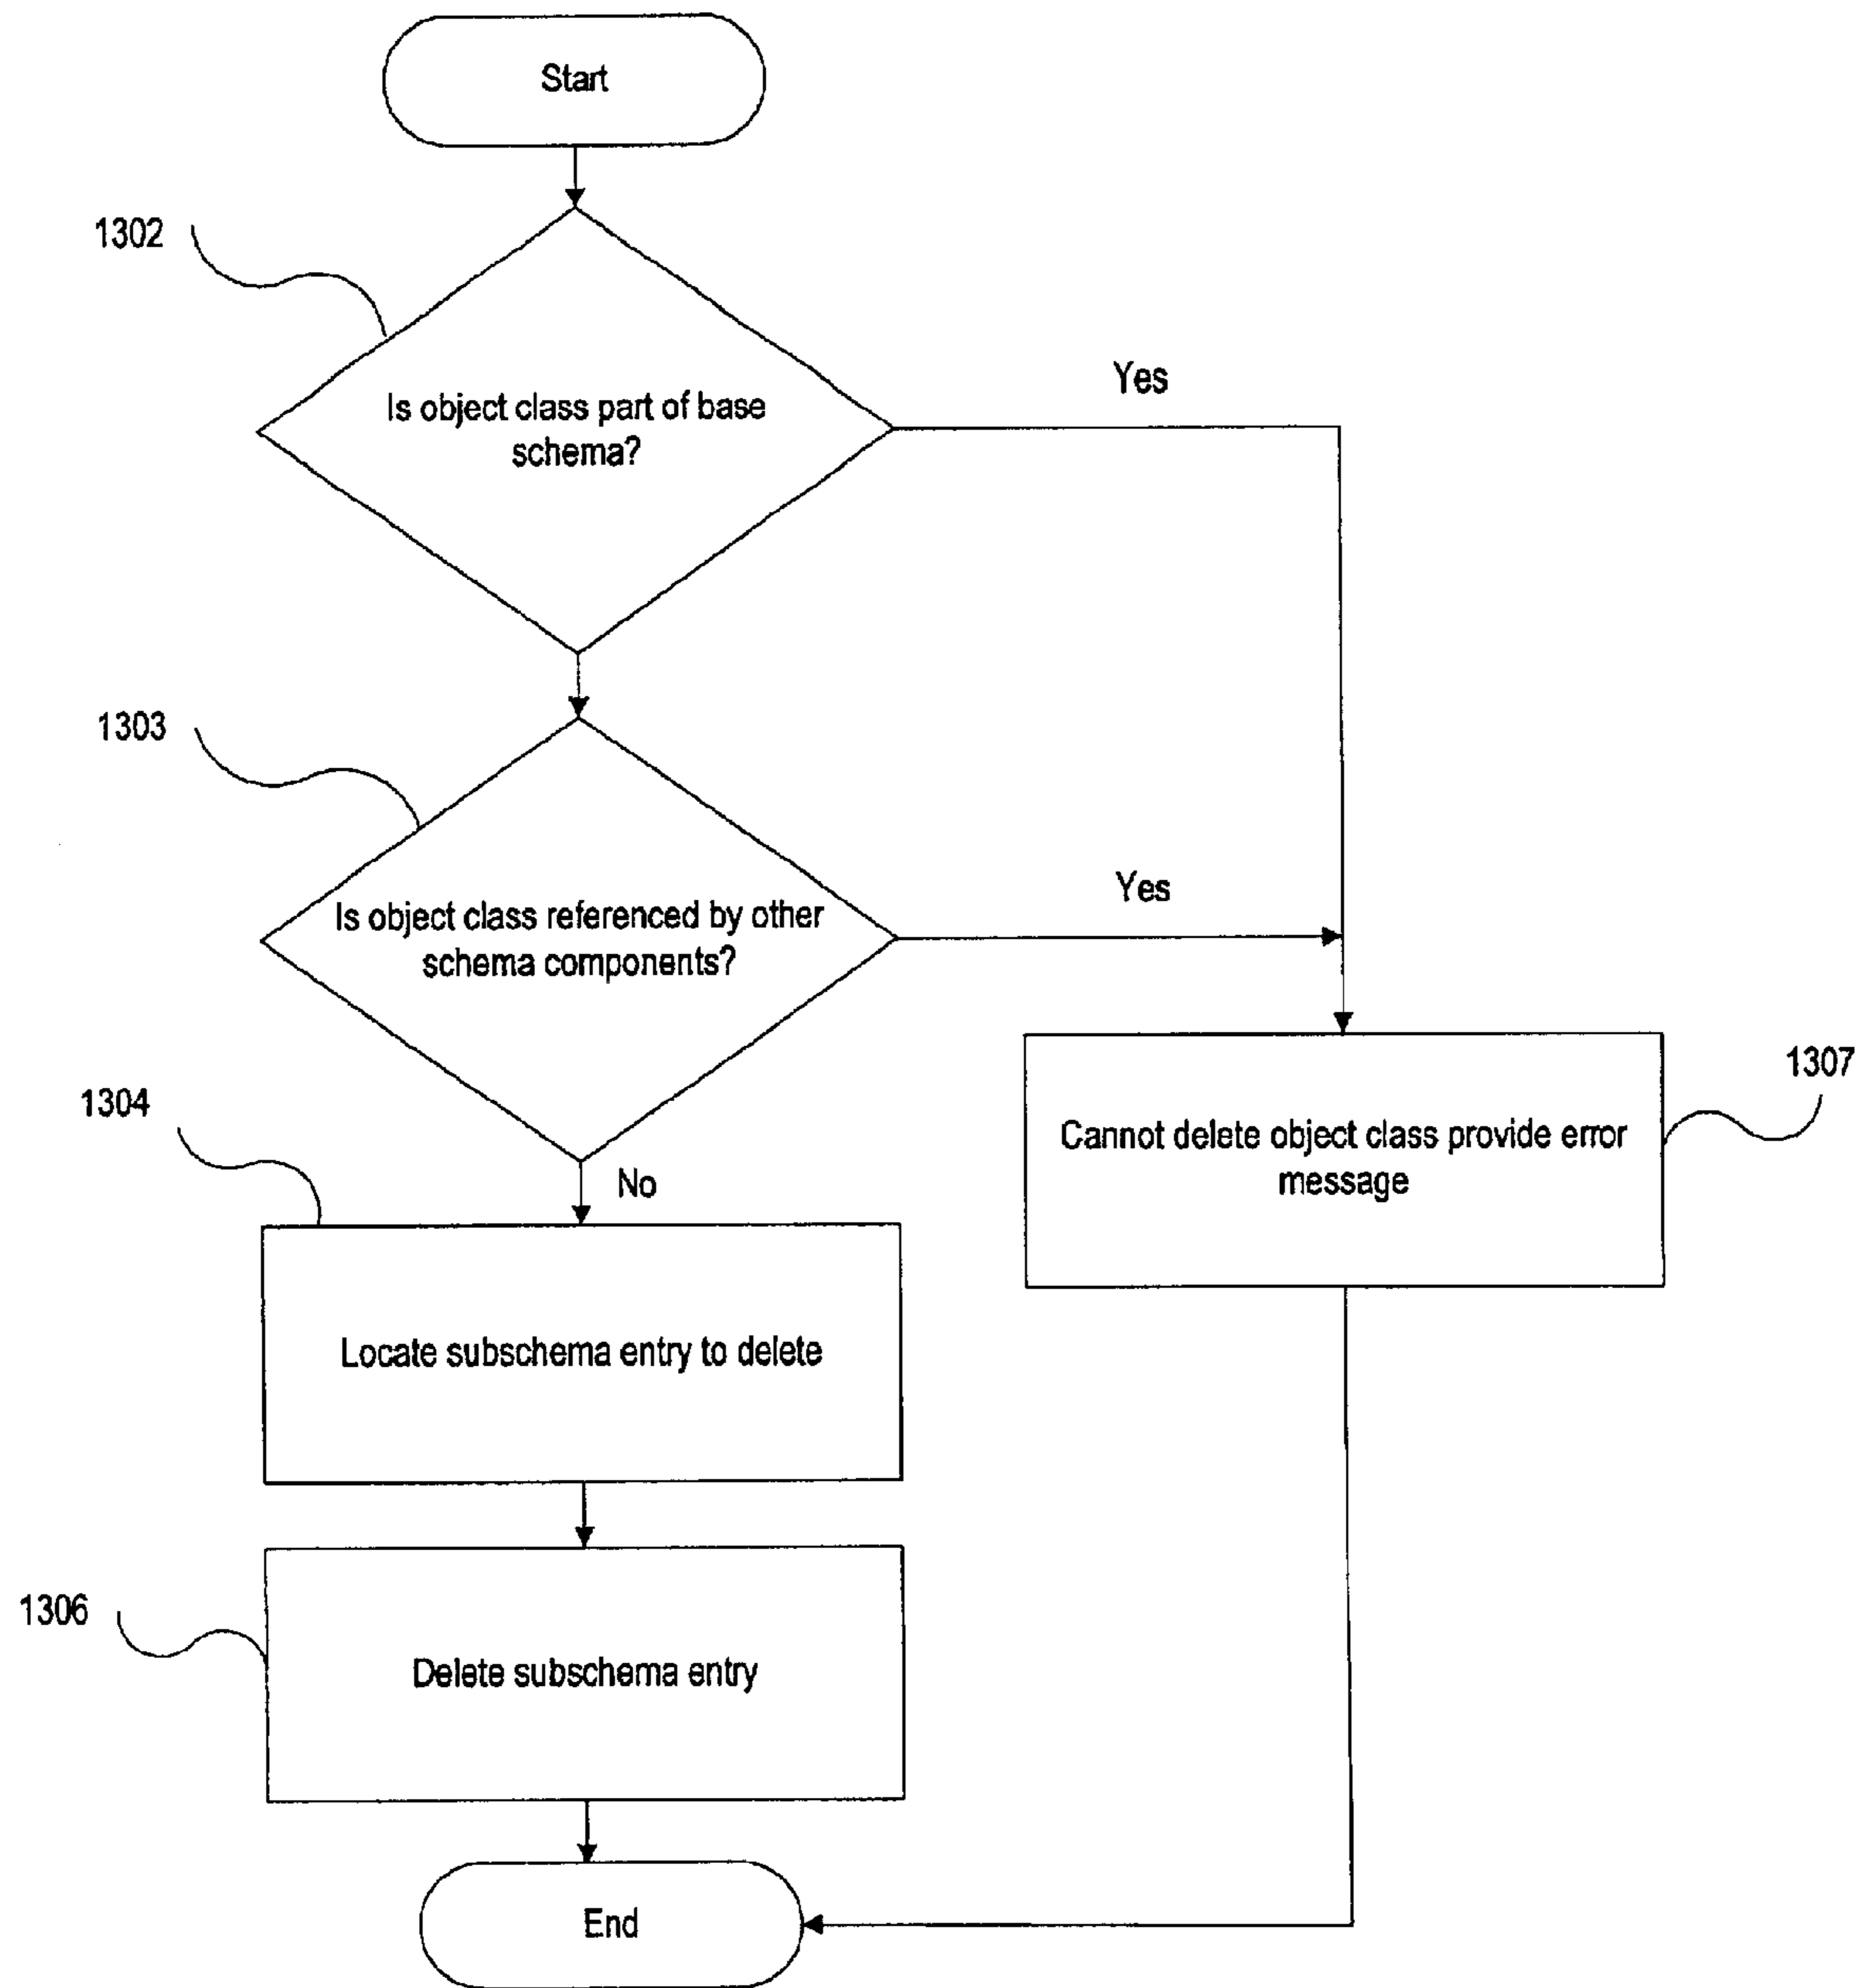 Start
1302
Is object class part of base
schema?
Yes
1303
Is object class referenced by other
schema components?
Yes
1307
Cannot delete object class provide error
message
1304
No
Locate subschema entry to delete
1306
Delete subschema entry
End